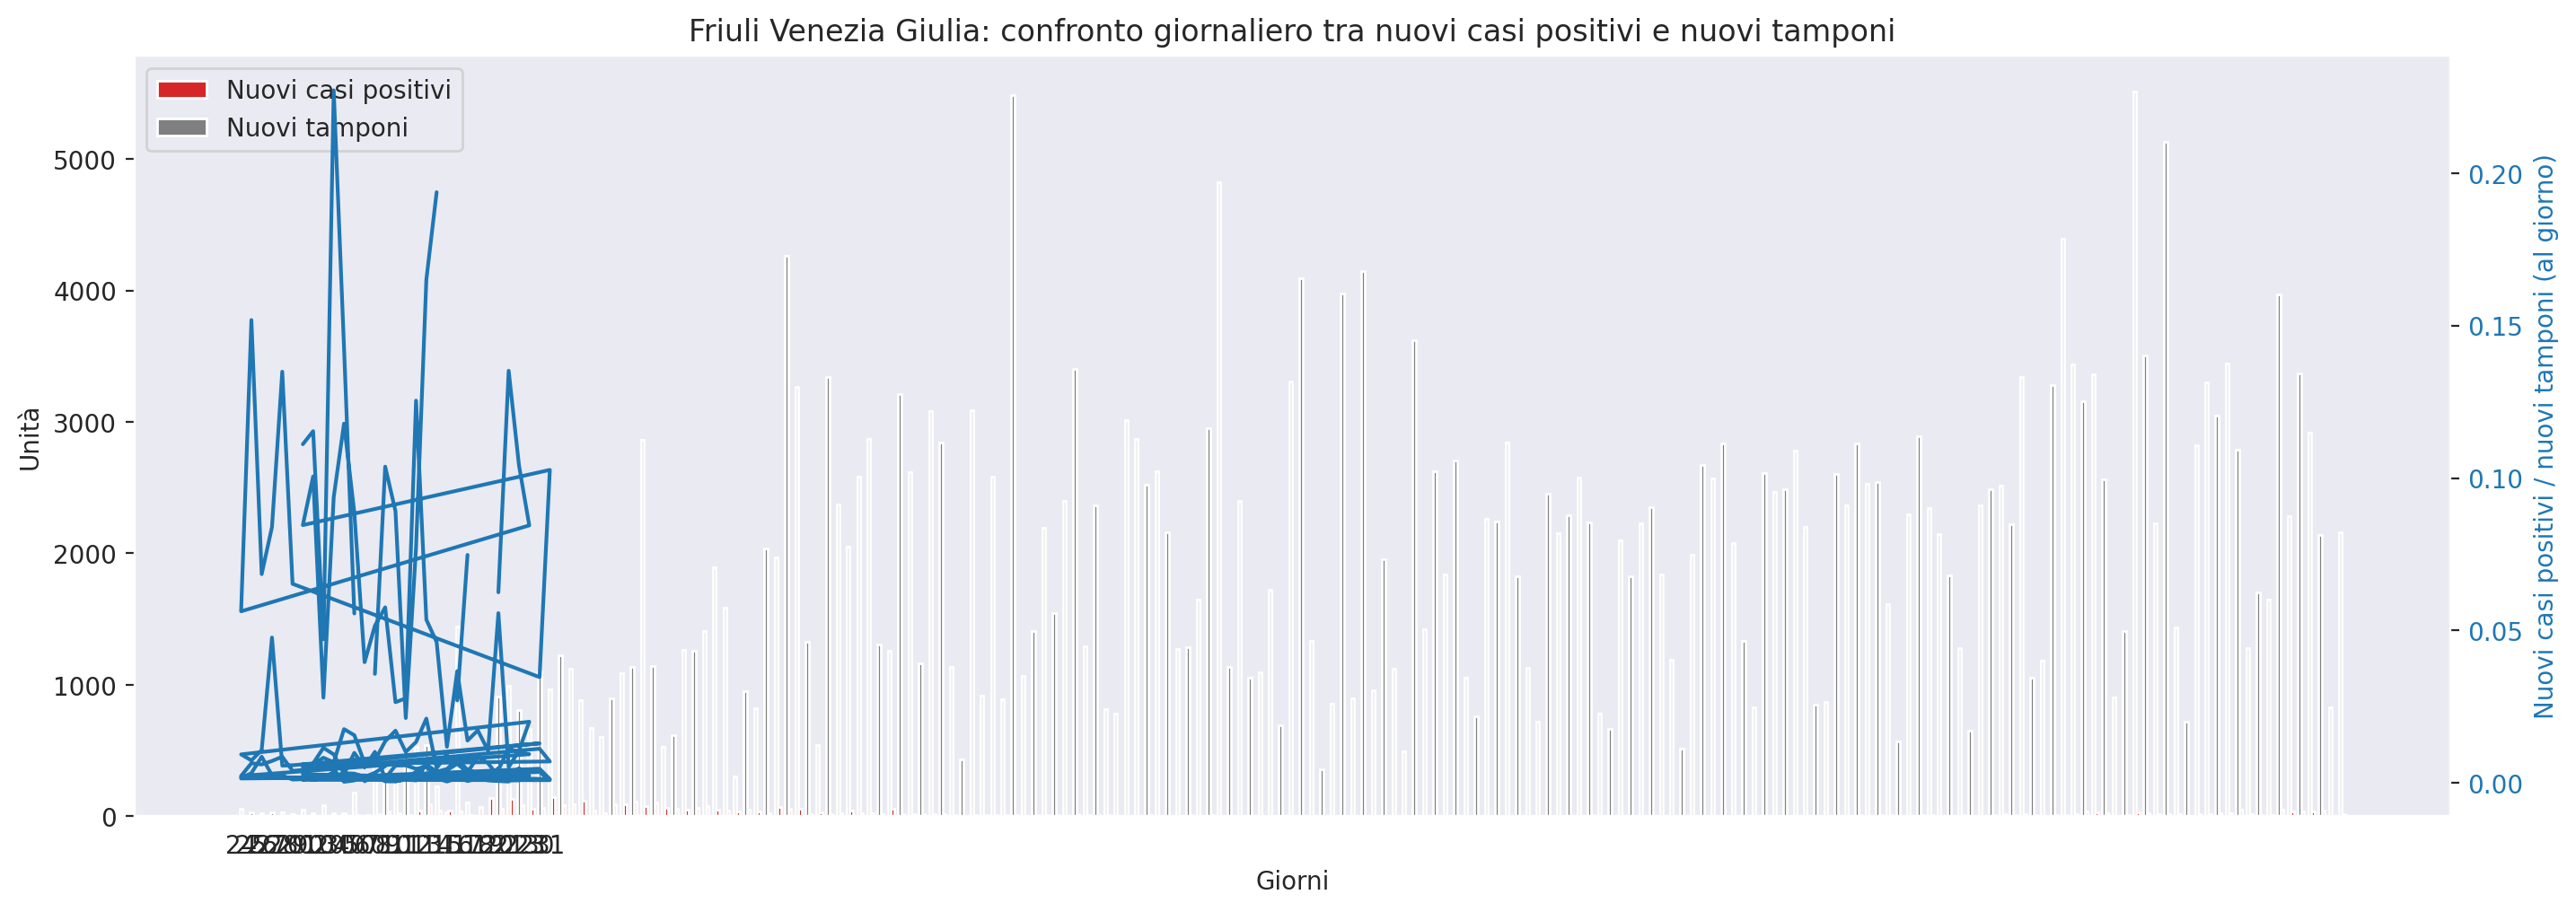 Friuli Venezia Giulia: confronto giornaliero tra nuovi casi positivi e nuovi tamponi
Nuovi casi positivi
Nuovi tamponi
5000
4000
3000
2000
1000
0
Unità
0.20
0.15
0.10
0.05
0.00
Nuovi casi positivi / nuovi tamponi (al giorno)
Giorni